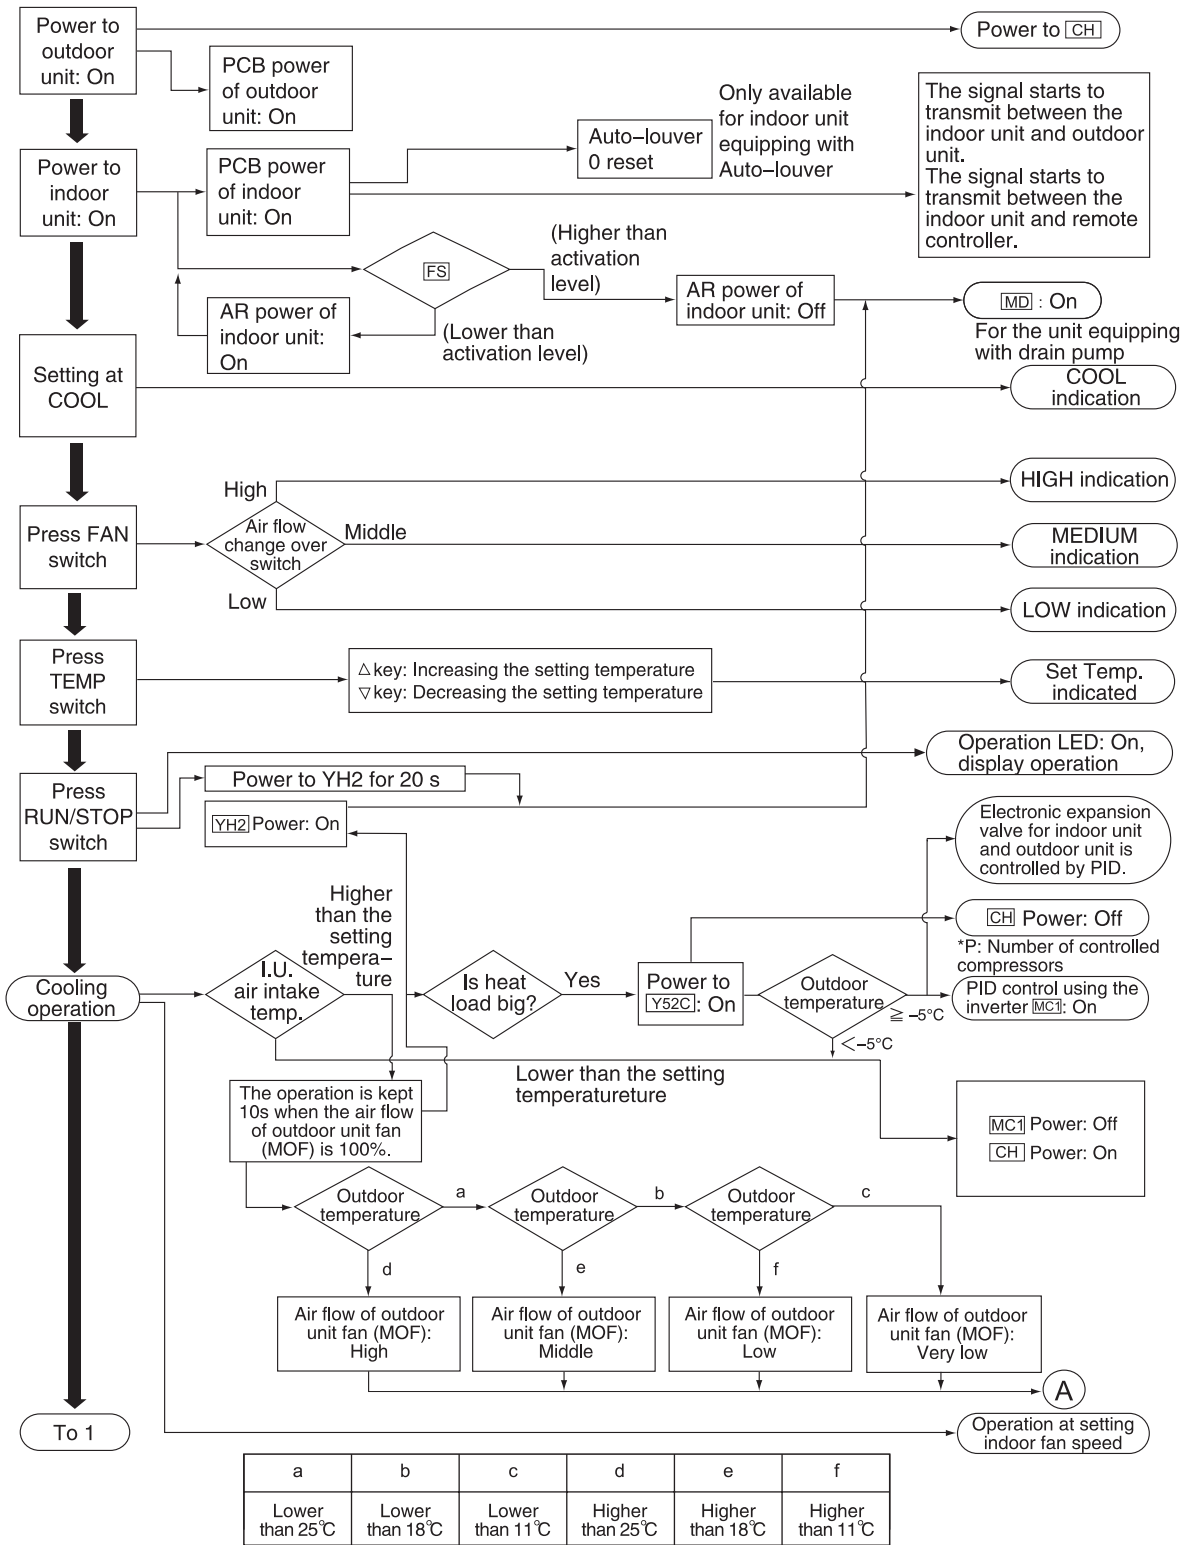 Power to
outdoor
unit: On
Power to CH
PCB power
of outdoor
unit: On
Only available
for indoor unit
equipping with
Auto-louver
The signal starts to
transmit between the
indoor unit and outdoor
unit.
The signal starts to
transmit between the
indoor unit and remote
controller.
Power to
indoor
unit: On
PCB power
of indoor
unit: On
Auto-louver
0 reset
FS
(Higher than
activation
level)
AR power of
indoor unit: Off
MD : On
For the unit equipping
with drain pump
AR power of
indoor unit:
On
(Lower than
activation level)
Setting at
COOL
COOL
indication
High
HIGH indication
Press FAN
switch
Air flow
change over
switch
Middle
MEDIUM
indication
Low
LOW indication
Press
TEMP
switch
△ key: Increasing the setting temperature
▽ key: Decreasing the setting temperature
Set Temp.
indicated
Operation LED: On,
display operation
Press
RUN/STOP
switch
Power to YH2 for 20 s
YH2 Power: On
Electronic expansion
valve for indoor unit
and outdoor unit is
controlled by PID.
Higher
than the
setting
tempera-
ture
CH Power: Off
*P: Number of controlled
compressors
Cooling
operation
I.U.
air intake
temp.
Is heat
load big?
Yes
Power to
Y52C: On
Outdoor
temperature
≧ -5°C
PID control using the
inverter MC1: On
<-5°C
Lower than the setting
temperatureture
The operation is kept
10s when the air flow
of outdoor unit fan
(MOF) is 100%.
MC1 Power: Off
CH Power: On
Outdoor
temperature
a
Outdoor
temperature
b
Outdoor
temperature
c
d
e
f
Air flow of outdoor
unit fan (MOF):
High
Air flow of outdoor
unit fan (MOF):
Middle
Air flow of outdoor
unit fan (MOF):
Low
Air flow of outdoor
unit fan (MOF):
Very low
A
To 1
Operation at setting
indoor fan speed
a b c d e f
Lower Lower Lower Higher Higher Higher
than 25°C than 18°C than 11°C than 25°C than 18°C than 11°C